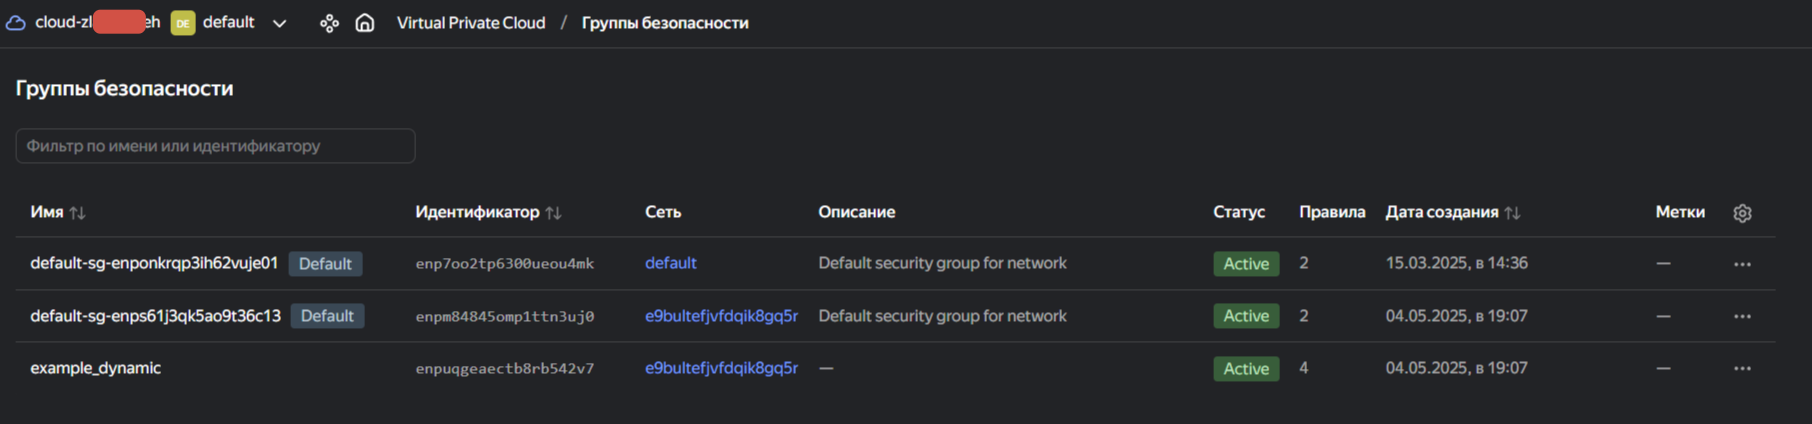 cloud-zl eh DE default Virtual Private Cloud / Группы безопасности
Группы безопасности
Фильтр по имени или идентификатору
Имя Идентификатор Сеть Описание Статус Правила Дата создания Метки
default-sg-enponkrqp3ih62vuje01 Default enp7oo2tp6300ueou4mk default Default security group for network Active 2 15.03.2025, в 14:36 —
default-sg-enps61j3qk5ao9t36c13 Default enpm84845omp1ttn3uj0 e9bultefjvfdqik8gq5r Default security group for network Active 2 04.05.2025, в 19:07 —
example_dynamic enpuqgeaectb8rb542v7 e9bultefjvfdqik8gq5r — Active 4 04.05.2025, в 19:07 —